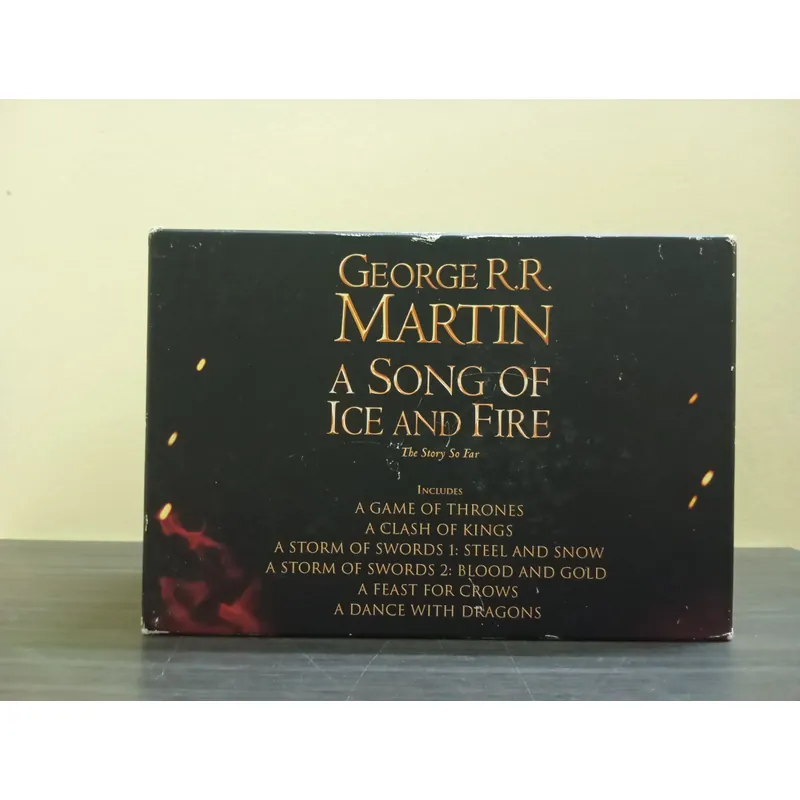 GEORGE R.R.
MARTIN
A SONG OF
ICE AND FIRE
The Story So Far
INCLUDES
A GAME OF THRONES
A CLASH OF KINGS
A STORM OF SWORDS 1: STEEL AND SNOW
A STORM OF SWORDS 2: BLOOD AND GOLD
A FEAST FOR CROWS
A DANCE WITH DRAGONS